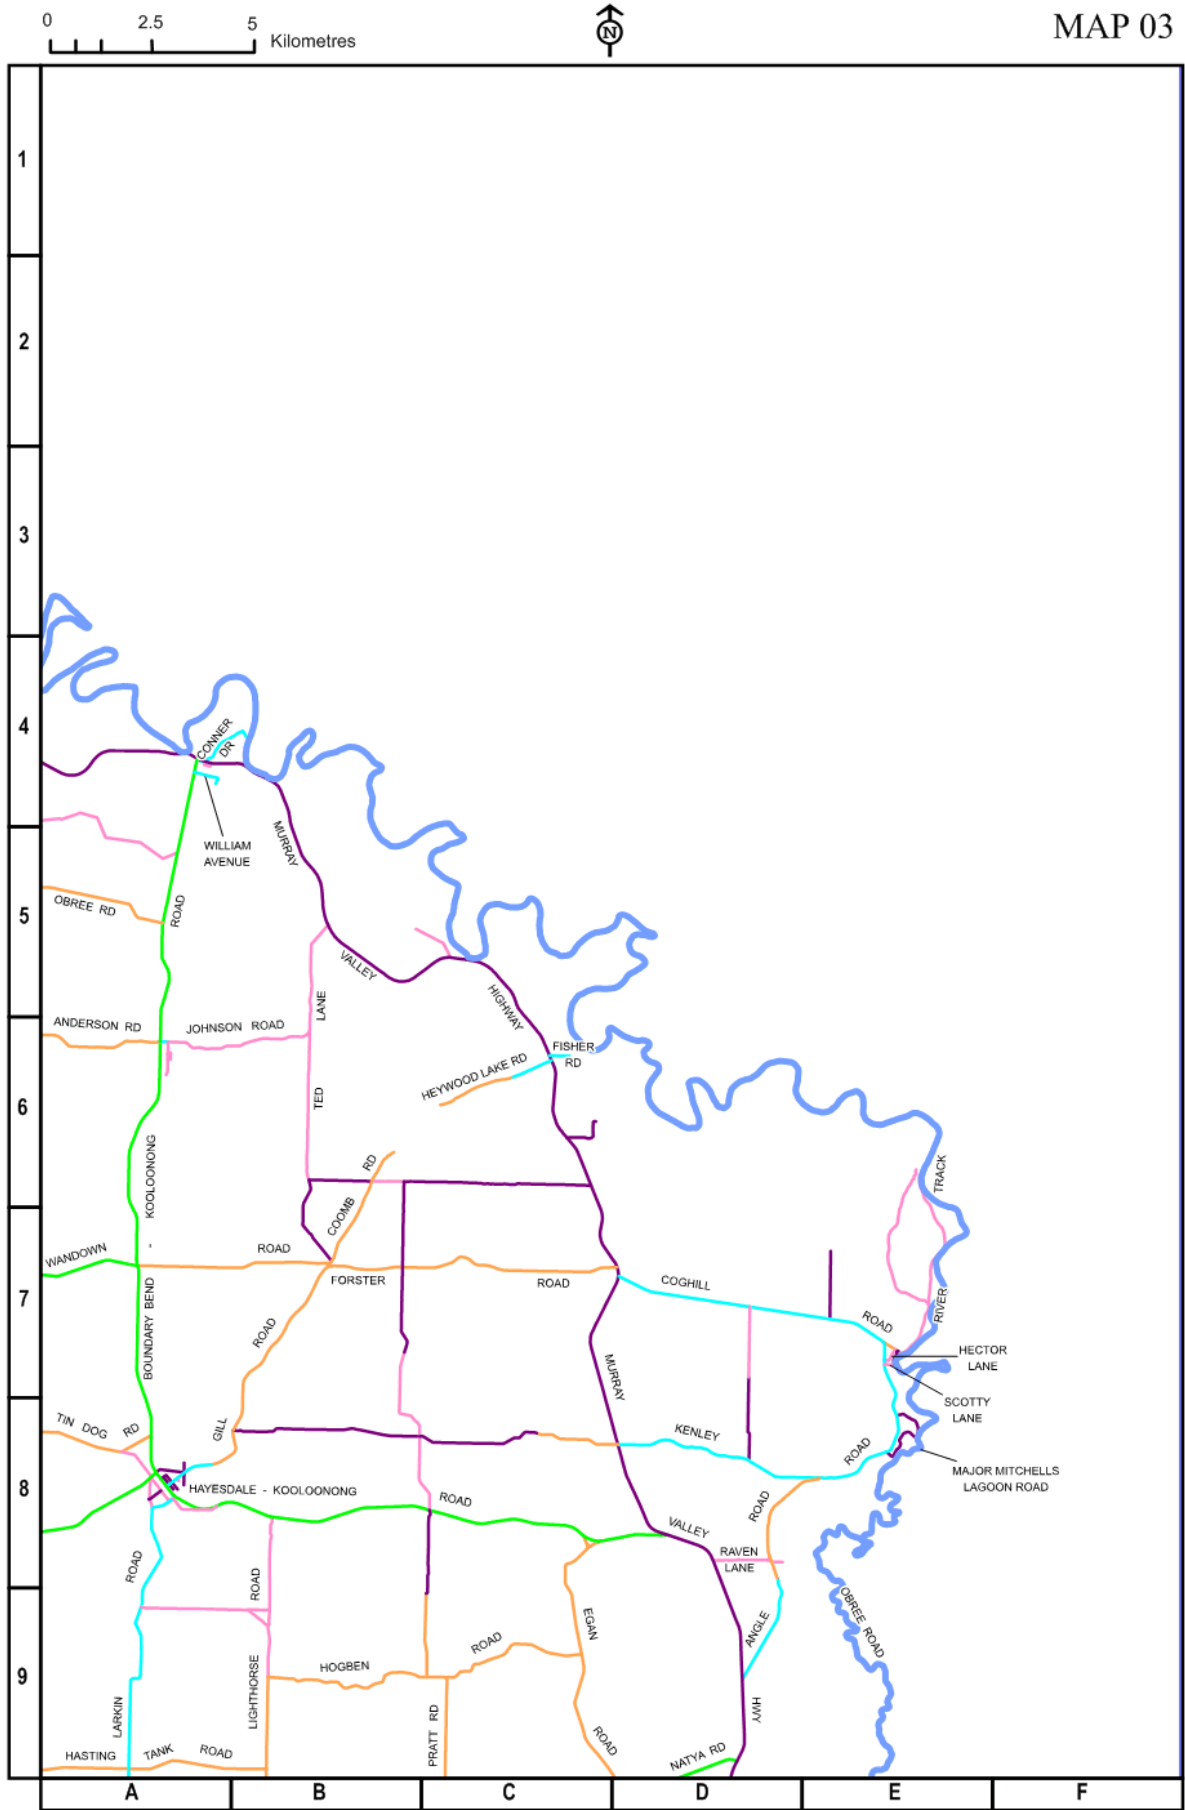 0 2.5 5
Kilometres
N
MAP 03
1
2
3
4
CONNER
DR
WILLIAM
AVENUE
MURRAY
5
OBREE RD
ROAD
VALLEY
HIGHWAY
ANDERSON RD
JOHNSON ROAD
LANE
FISHER
RD
HEYWOOD LAKE RD
6
TED
KOOLOONONG
RD
COOMB
TRACK
WANDOWN
-
ROAD
FORSTER
ROAD
7
COGHILL
ROAD
RIVER
BOUNDARY BEND
ROAD
MURRAY
HECTOR
LANE
SCOTTY
LANE
TIN DOG RD
GILL
KENLEY
ROAD
8
MAJOR MITCHELLS
LAGOON ROAD
HAYESDALE - KOOLOONONG
ROAD
ROAD
VALLEY
RAVEN
LANE
ROAD
ROAD
OBREE ROAD
EGAN
ANGLE
9
HOGBEN
ROAD
LIGHTHORSE
LARKIN
PRATT RD
ROAD
HWY
HASTING TANK ROAD
NATYA RD
A B C D E F